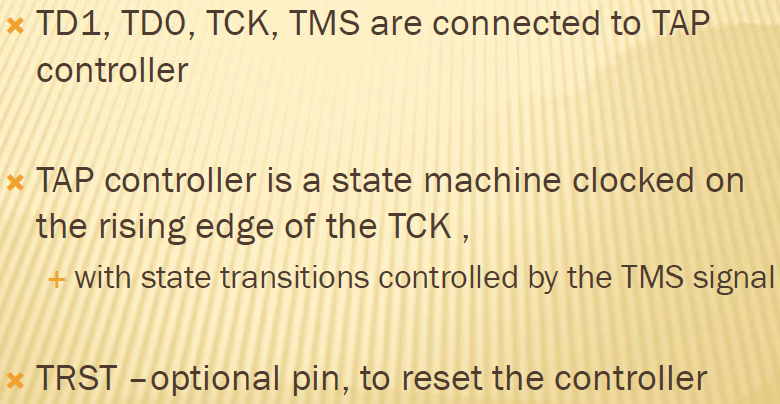 TD1, TDO, TCK, TMS are connected to TAP
controller
TAP controller is a state machine clocked on
the rising edge of the TCK ,
+ with state transitions controlled by the TMS signal
TRST –optional pin, to reset the controller